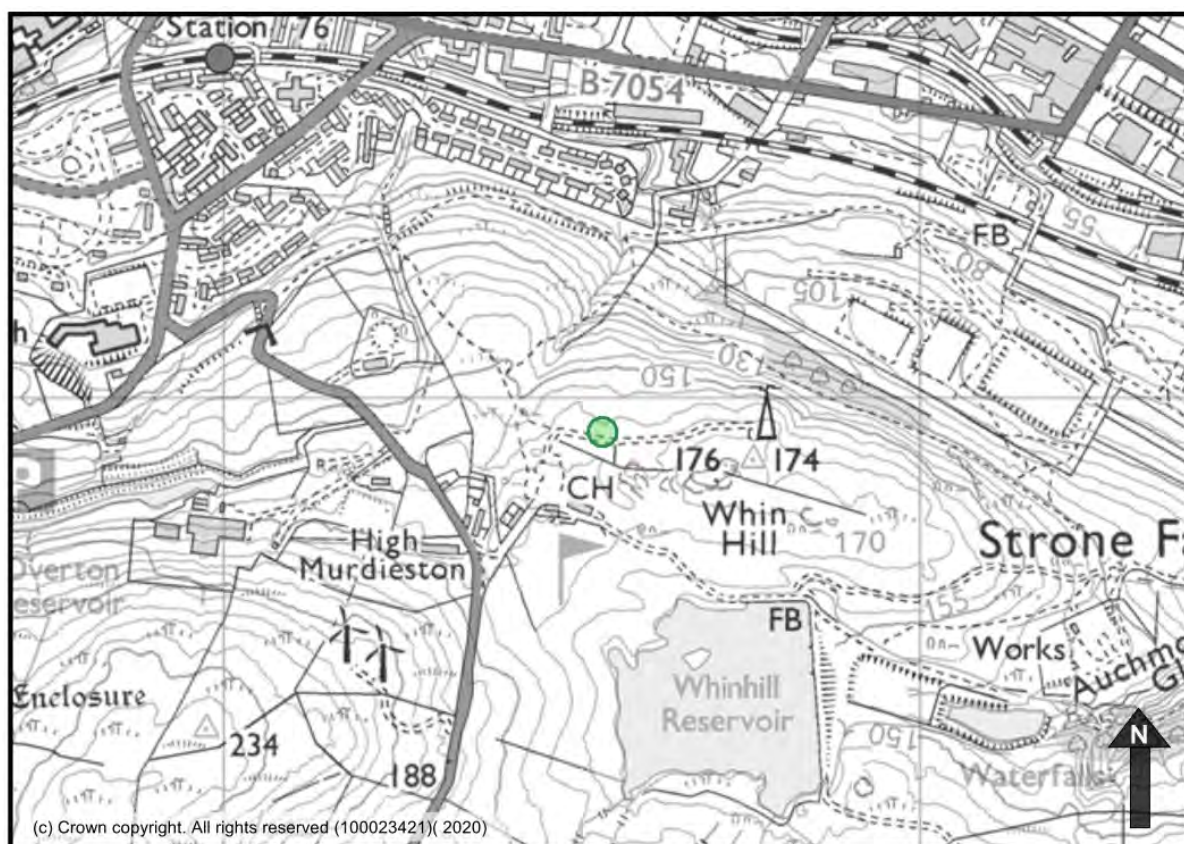 Station
76
B 7054
FB
80
55
105
130
150
176
174
CH
Whin
Hill
170
High
Murdieston
Strone Fa
155
FB
Works
Auchmo
Gl
Overton
Reservoir
Whinhill
Reservoir
Enclosure
234
188
150
Waterfalls
N
(c) Crown copyright. All rights reserved (100023421)( 2020)